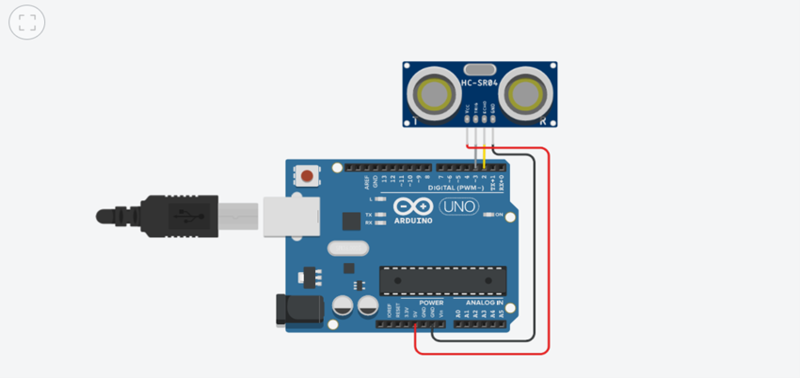 HC-SR04
VCC
TRIG
ECHO
GND
T
R
AREF
GND
13
12
~11
~10
~9
8
7
~6
~5
4
~3
2
TX→1
RX←0
DIGITAL (PWM~)
L
TX
RX
ARDUINO
UNO
ON
POWER
ANALOG IN
IOREF
RESET
3.3V
5V
GND
GND
Vin
A0
A1
A2
A3
A4
A5